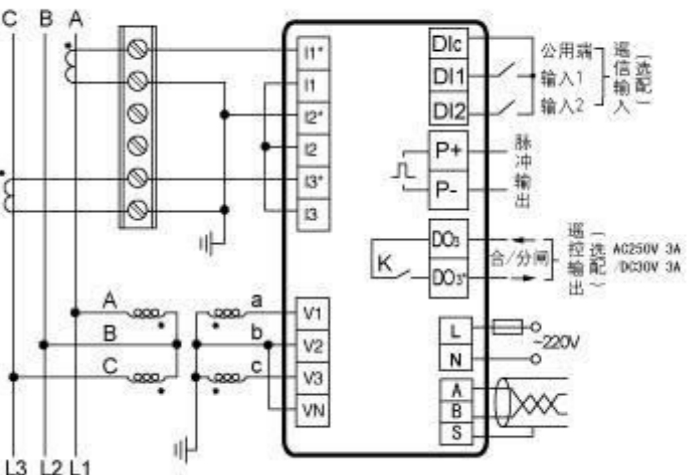 C B A
I1*
I1
I2*
I2
I3*
I3
DIc
DI1
DI2
公用端
输入1
输入2
遥信输入
(选配)
P+
P-
脉冲输出
K
DO3
DO3*
合/分闸
遥控输出
(选配)
AC250V 3A
/DC30V 3A
A
B
C
a
b
c
V1
V2
V3
VN
L
N
~220V
A
B
S
L3 L2 L1